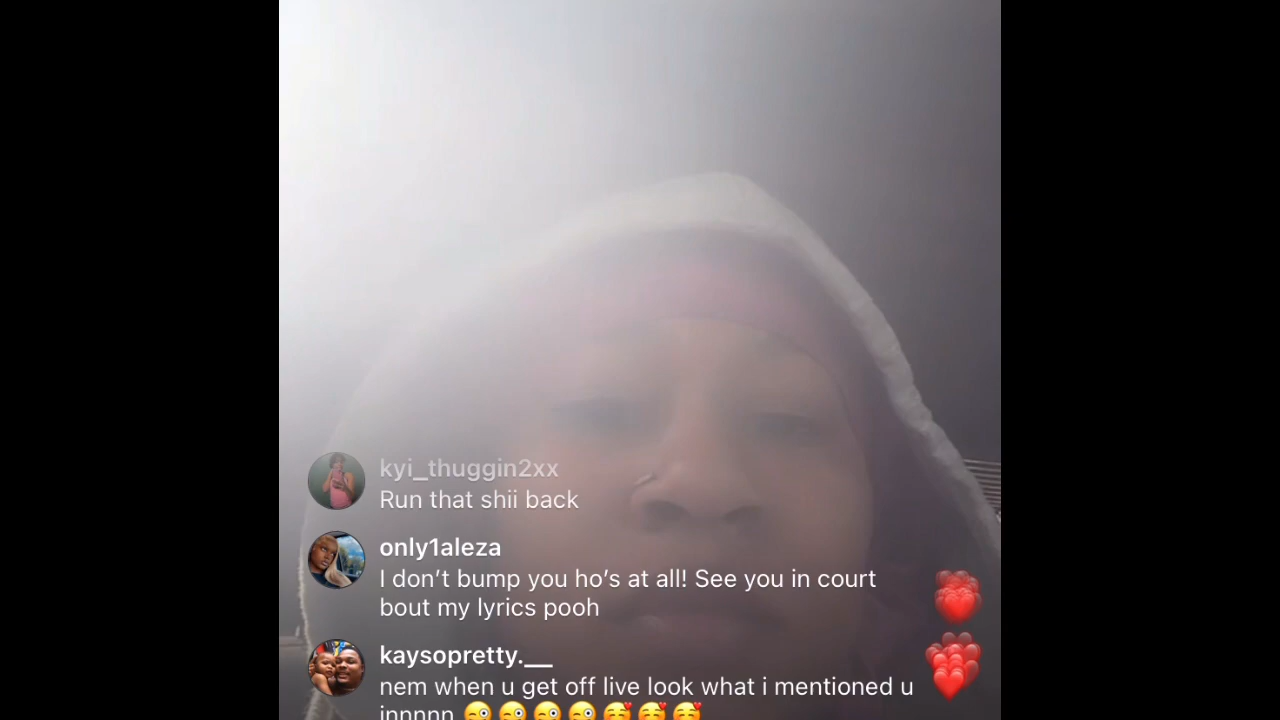 kyi_thuggin2xx
Run that shii back
only1aleza
I don't bump you ho's at all! See you in court
bout my lyrics pooh
kaysopretty.__
nem when u get off live look what i mentioned u
innnnn 😜😜😜😜🥰🥰🥰